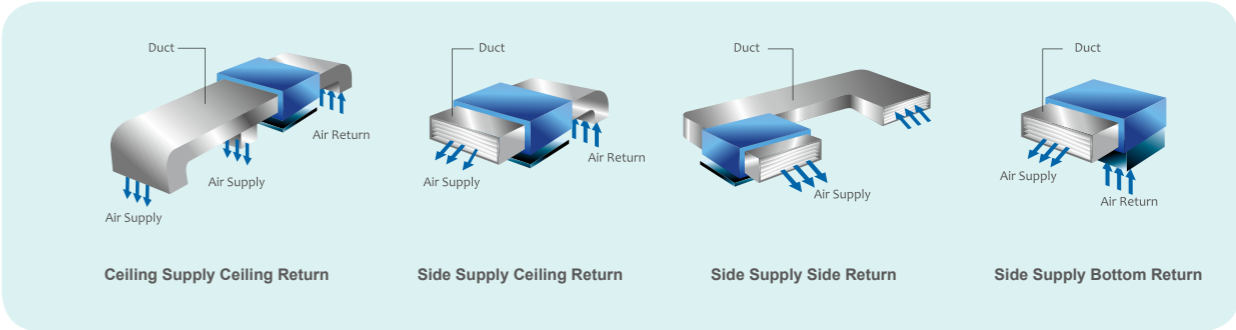 Duct
Air Return
Air Supply
Air Supply
Ceiling Supply Ceiling Return
Duct
Air Return
Air Supply
Side Supply Ceiling Return
Duct
Air Supply
Side Supply Side Return
Duct
Air Supply
Air Return
Side Supply Bottom Return